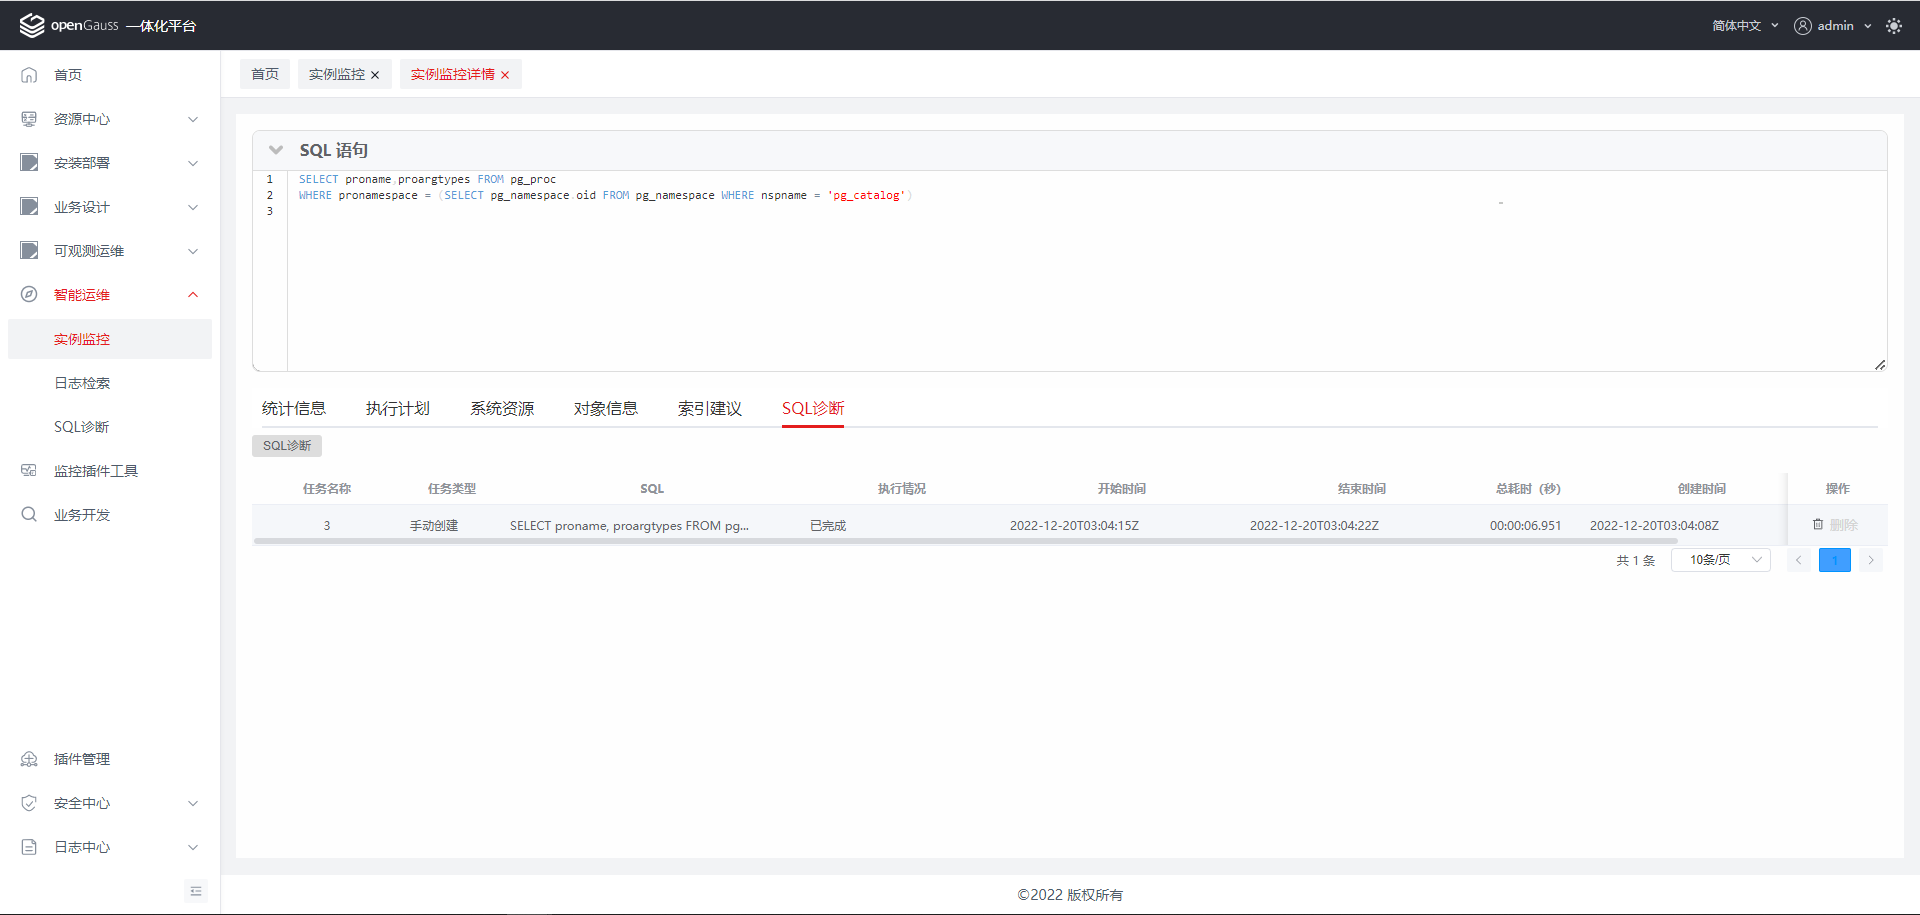 openGauss 一体化平台
简体中文
admin
首页
资源中心
安装部署
业务设计
可观测运维
智能运维
实例监控
日志检索
SQL诊断
监控插件工具
业务开发
插件管理
安全中心
日志中心
首页
实例监控
实例监控详情
SQL 语句
1 SELECT proname,proargtypes FROM pg_proc
2 WHERE pronamespace = (SELECT pg_namespace.oid FROM pg_namespace WHERE nspname = 'pg_catalog')
3
统计信息 执行计划 系统资源 对象信息 索引建议 SQL诊断
SQL诊断
任务名称 任务类型 SQL 执行情况 开始时间 结束时间 总耗时（秒） 创建时间 操作
3 手动创建 SELECT proname, proargtypes FROM pg... 已完成 2022-12-20T03:04:15Z 2022-12-20T03:04:22Z 00:00:06.951 2022-12-20T03:04:08Z 删除
共 1 条 10条/页 1
©2022 版权所有